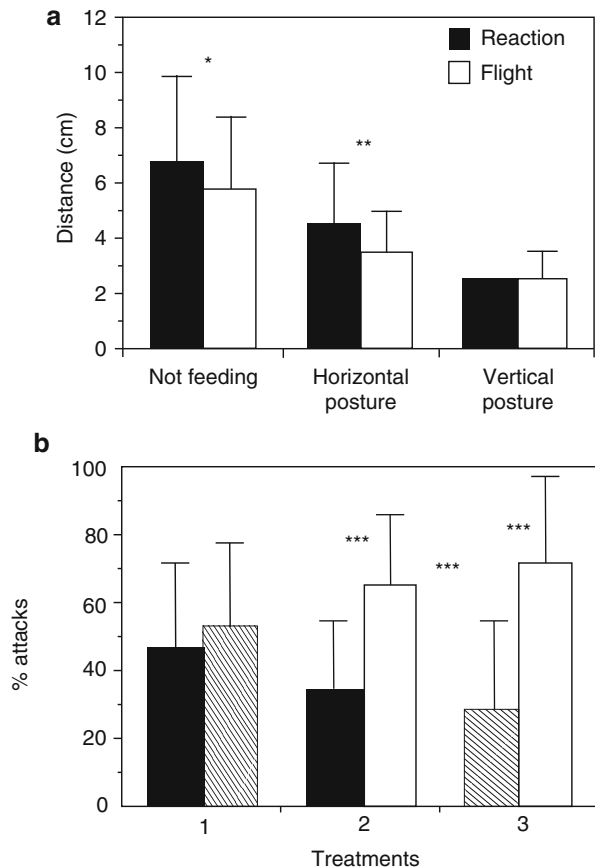 a
12
10
8
6
4
2
0
Distance (cm)
Reaction
Flight
*
**
Not feeding
Horizontal
posture
Vertical
posture
b
100
80
60
40
20
0
% attacks
***
***
***
1
2
3
Treatments